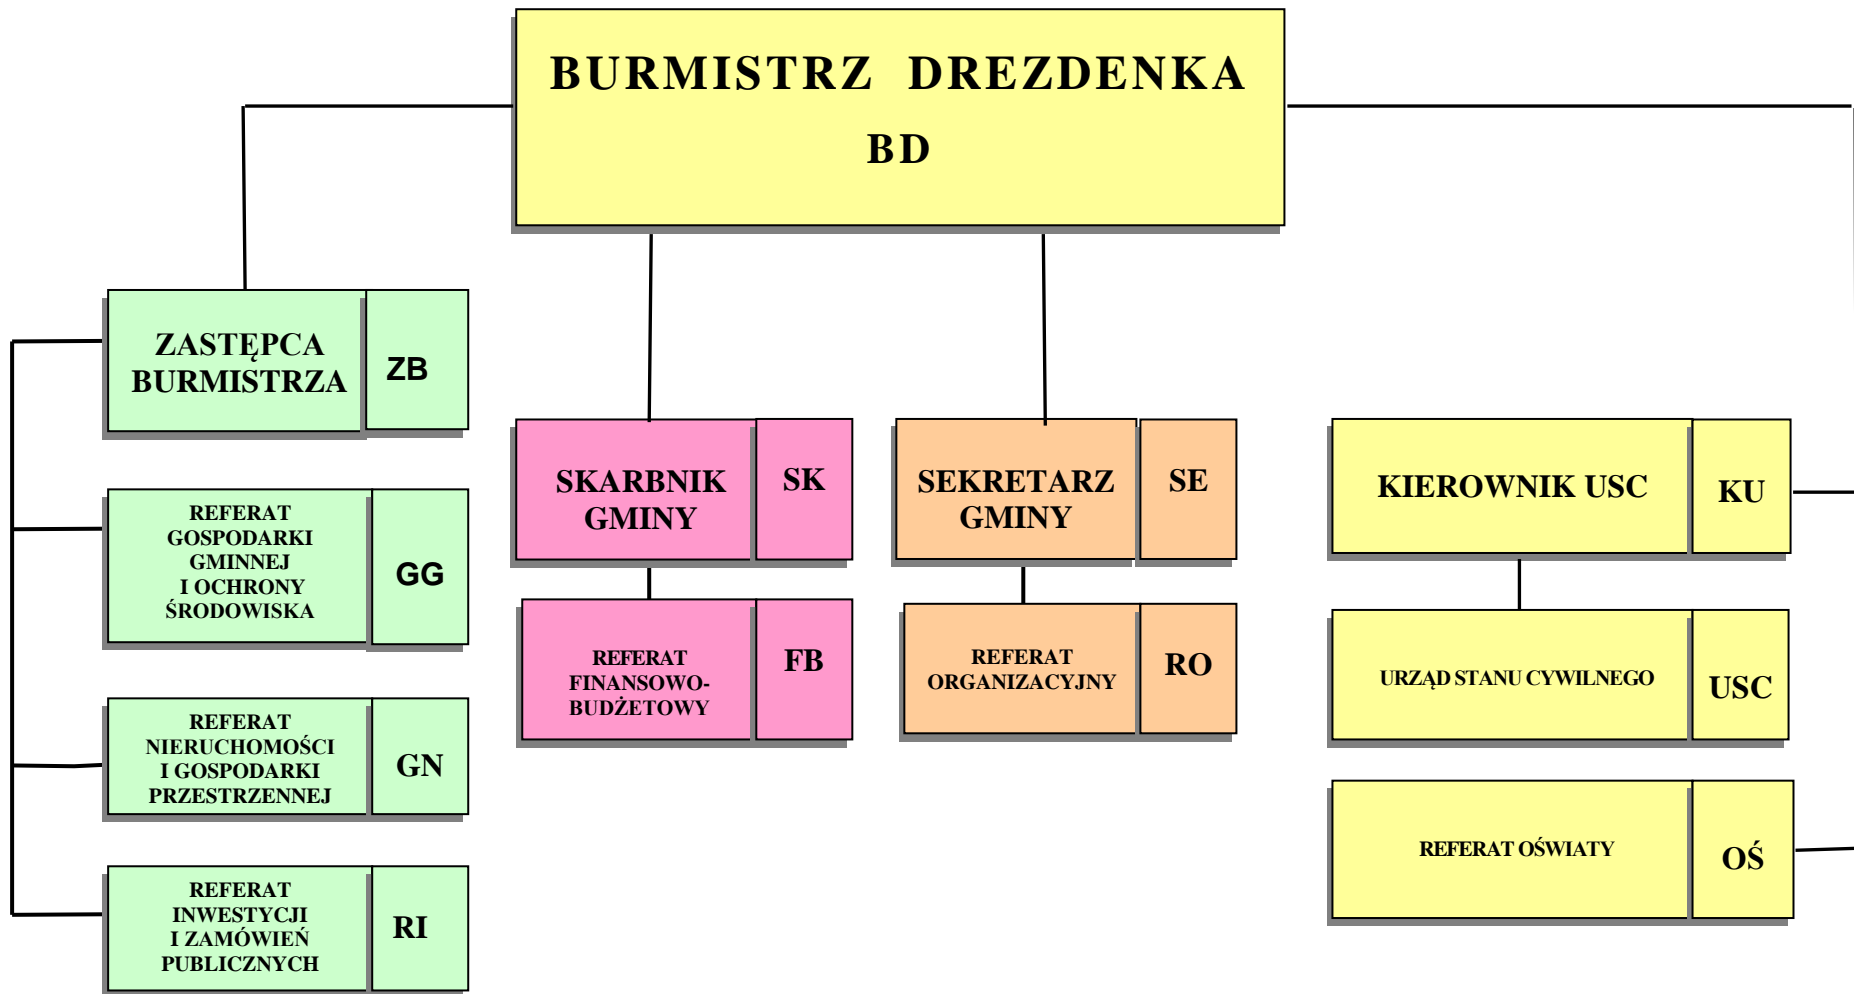 BURMISTRZ DREZDENKA
BD
ZASTĘPCA
BURMISTRZA
ZB
REFERAT
GOSPODARKI
GMINNEJ
I OCHRONY
ŚRODOWISKA
GG
REFERAT
NIERUCHOMOŚCI
I GOSPODARKI
PRZESTRZENNEJ
GN
REFERAT
INWESTYCJI
I ZAMÓWIEŃ
PUBLICZNYCH
RI
SKARBNIK
GMINY
SK
REFERAT
FINANSOWO-
BUDŻETOWY
FB
SEKRETARZ
GMINY
SE
REFERAT
ORGANIZACYJNY
RO
KIEROWNIK USC
KU
URZĄD STANU CYWILNEGO
USC
REFERAT OŚWIATY
OŚ